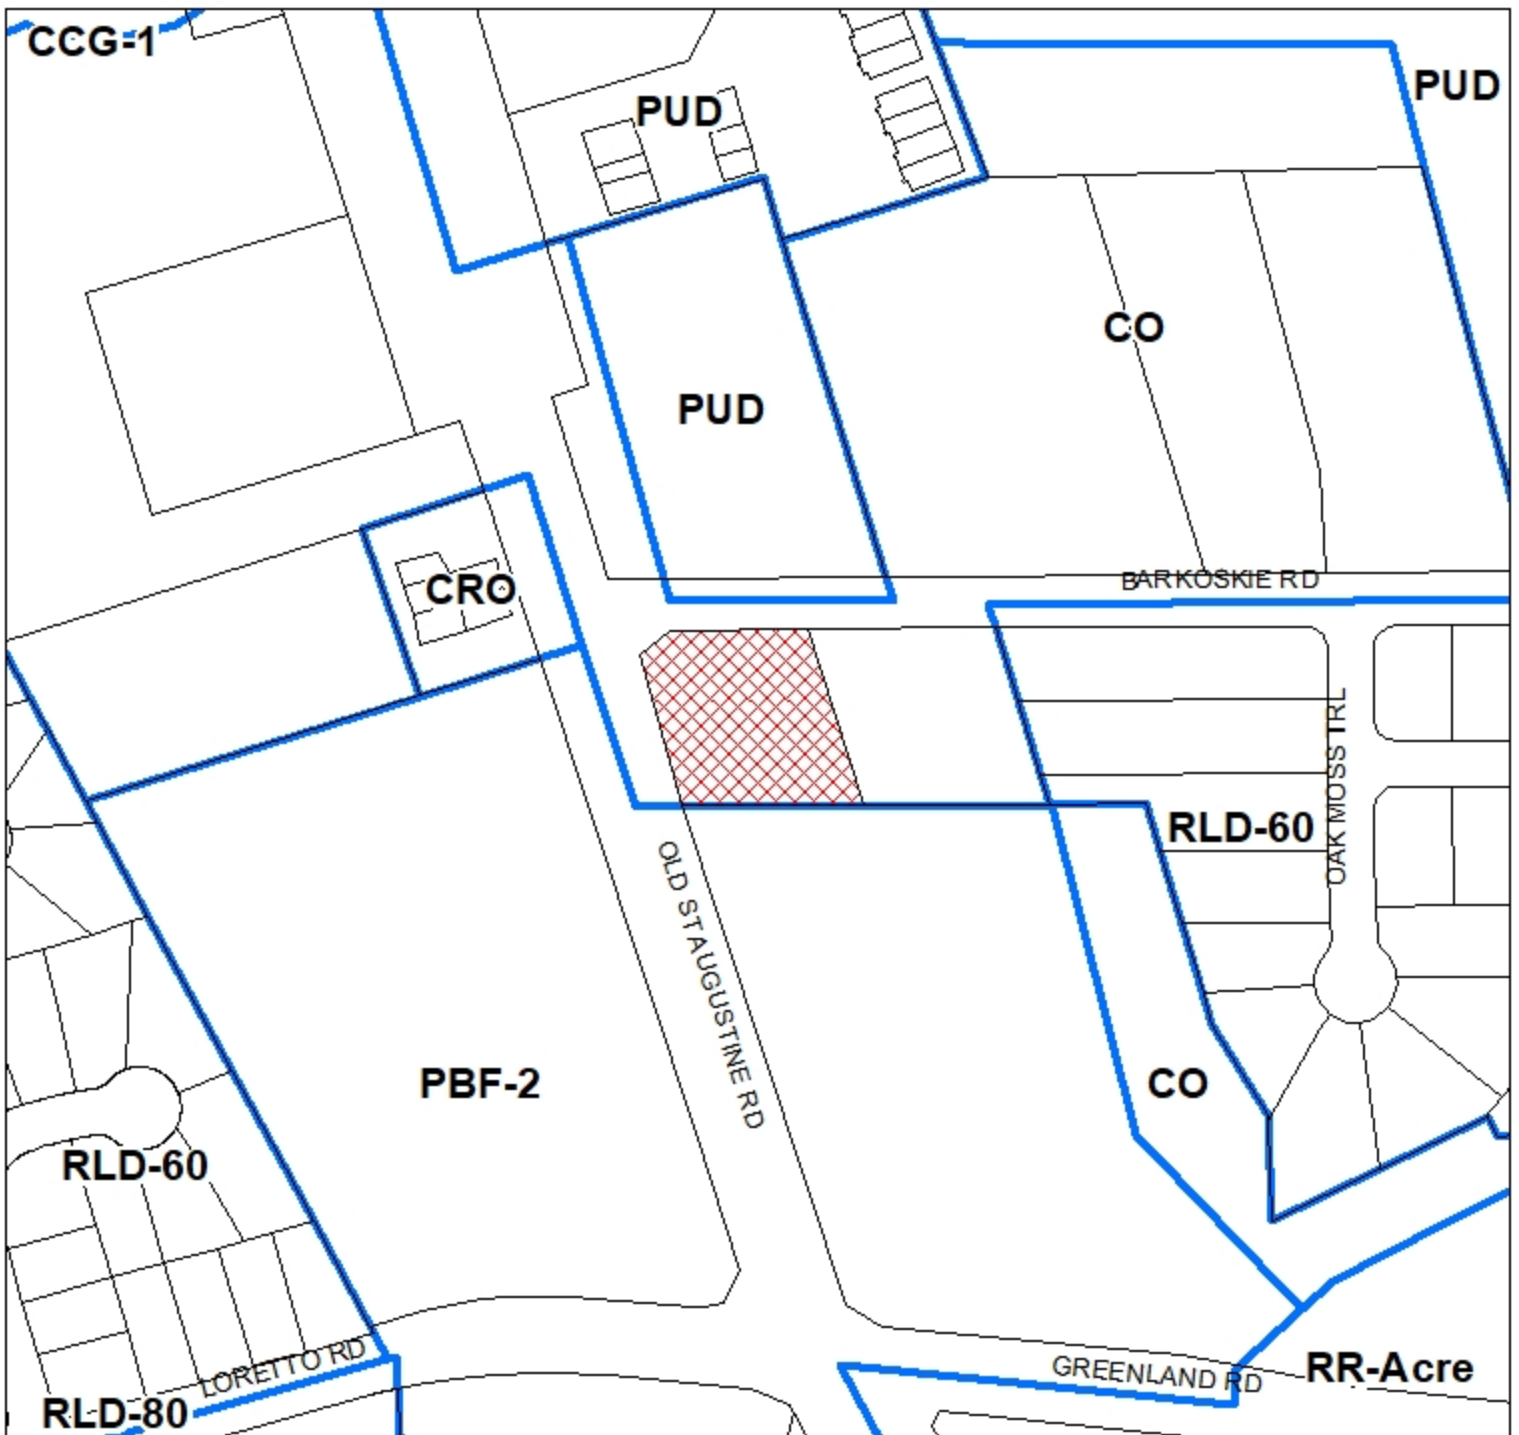 CCG-1
PUD
PUD
CO
PUD
BARKOSKIE RD
CRO
OAK MOSS TRL
RLD-60
OLD ST AUGUSTINE RD
PBF-2
CO
RLD-60
LORETTO RD
GREENLAND RD
RR-Acre
RLD-80